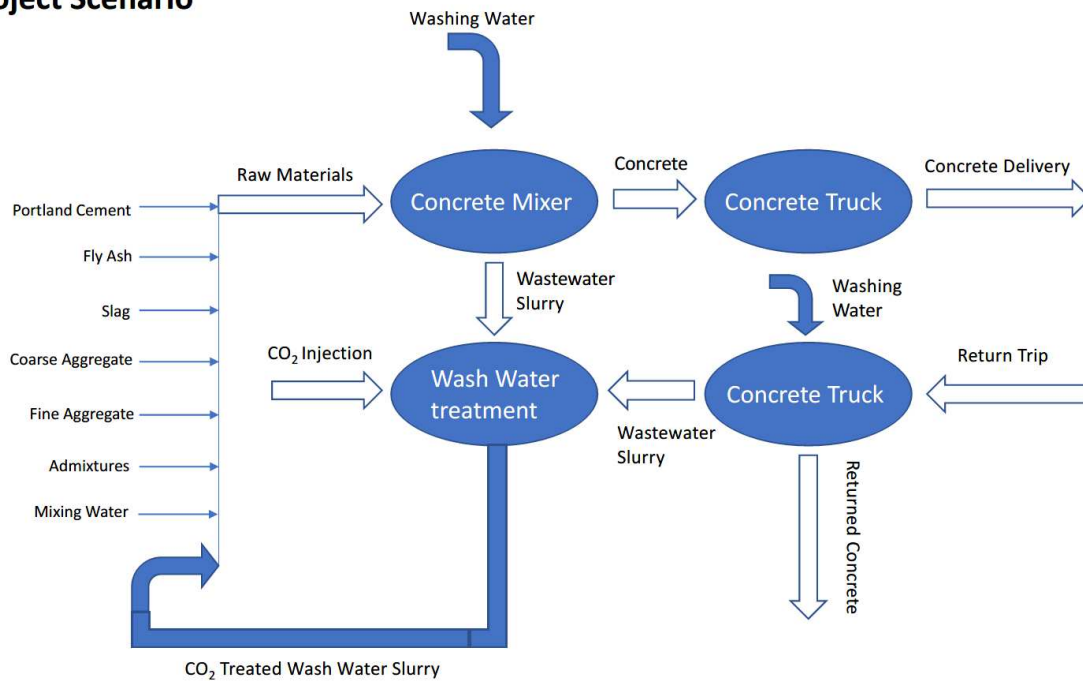 ject Scenario
Washing Water
Raw Materials
Concrete Mixer
Concrete
Concrete Truck
Concrete Delivery
Portland Cement
Fly Ash
Slag
Coarse Aggregate
Fine Aggregate
Admixtures
Mixing Water
Wastewater
Slurry
Washing
Water
CO₂ Injection
Wash Water
treatment
Wastewater
Slurry
Concrete Truck
Return Trip
Returned Concrete
CO₂ Treated Wash Water Slurry